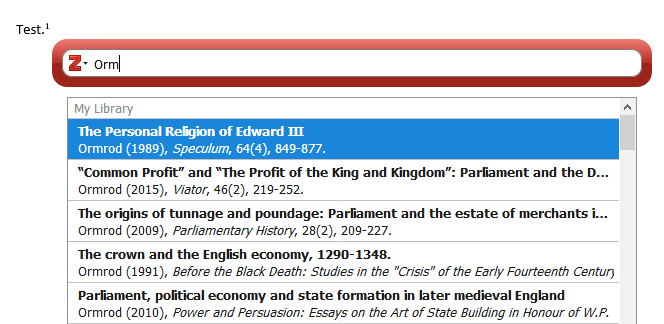 Test.¹
Z Orm
My Library
The Personal Religion of Edward III
Ormrod (1989), Speculum, 64(4), 849-877.
“Common Profit” and “The Profit of the King and Kingdom”: Parliament and the D...
Ormrod (2015), Viator, 46(2), 219-252.
The origins of tunnage and poundage: Parliament and the estate of merchants i...
Ormrod (2009), Parliamentary History, 28(2), 209-227.
The crown and the English economy, 1290-1348.
Ormrod (1991), Before the Black Death: Studies in the "Crisis" of the Early Fourteenth Century
Parliament, political economy and state formation in later medieval England
Ormrod (2010), Power and Persuasion: Essays on the Art of State Building in Honour of W.P.